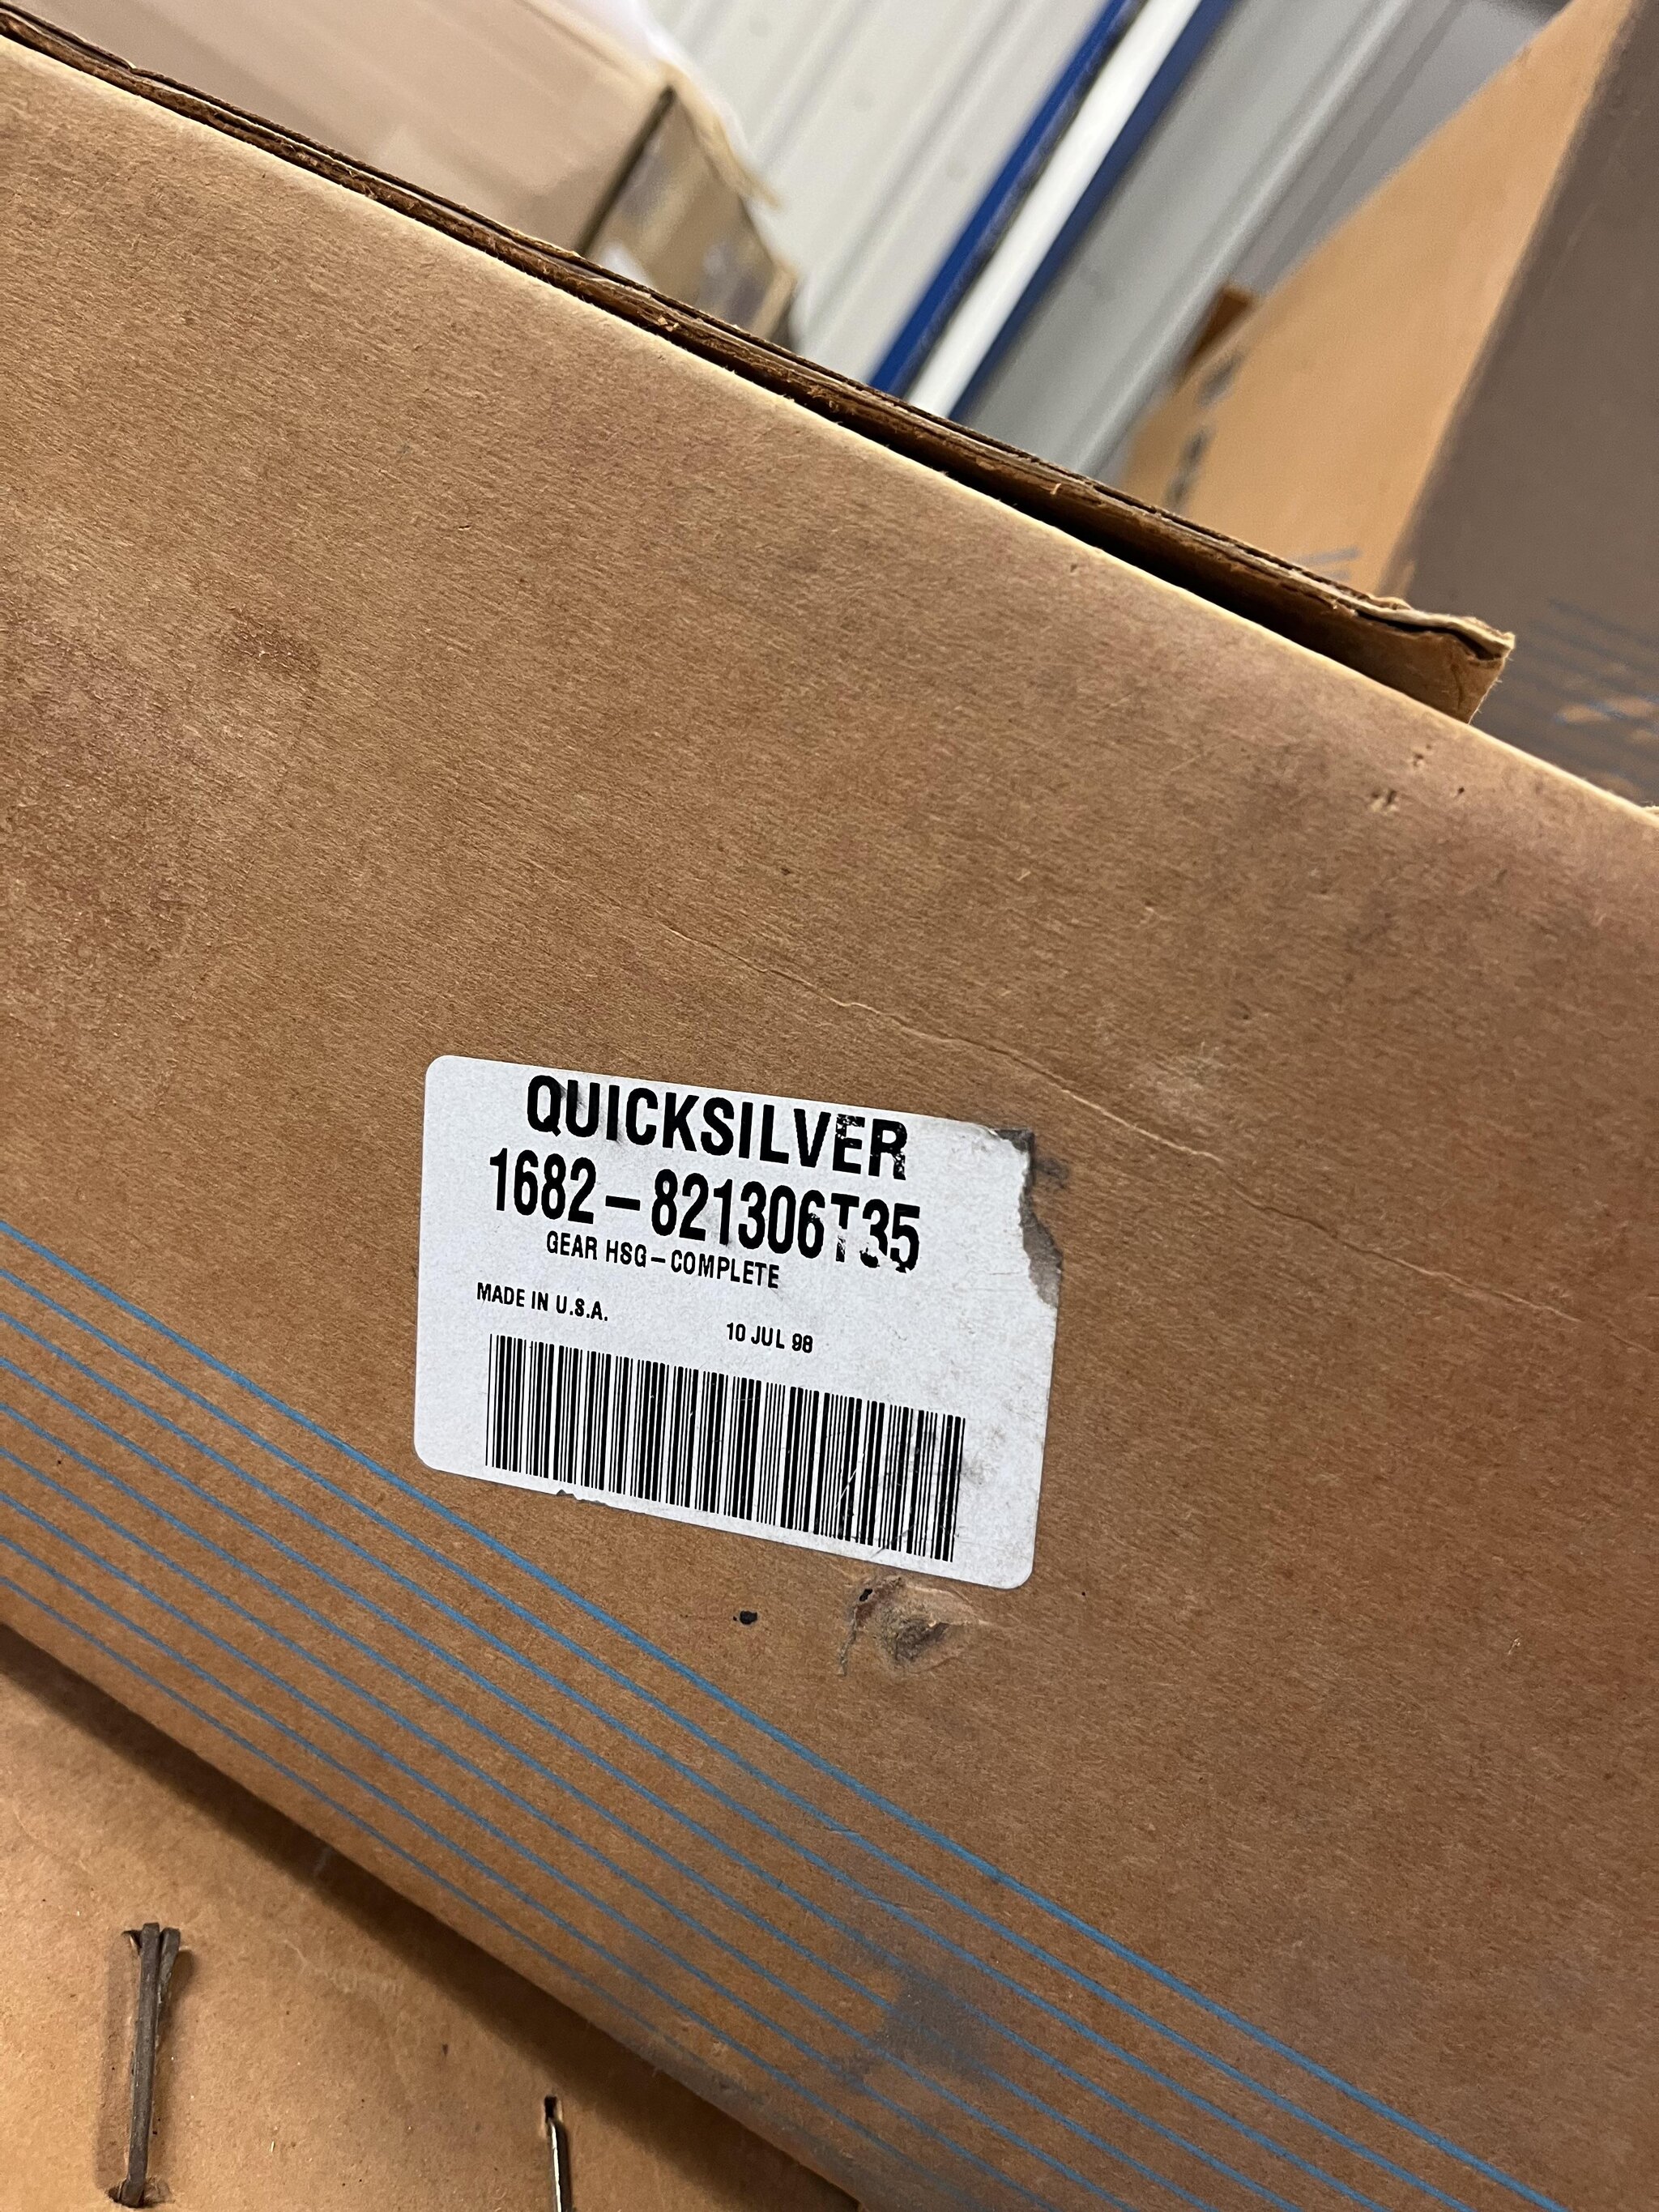 QUICKSILVER
1682-821306T35
GEAR HSG-COMPLETE
MADE IN U.S.A.
10 JUL 98